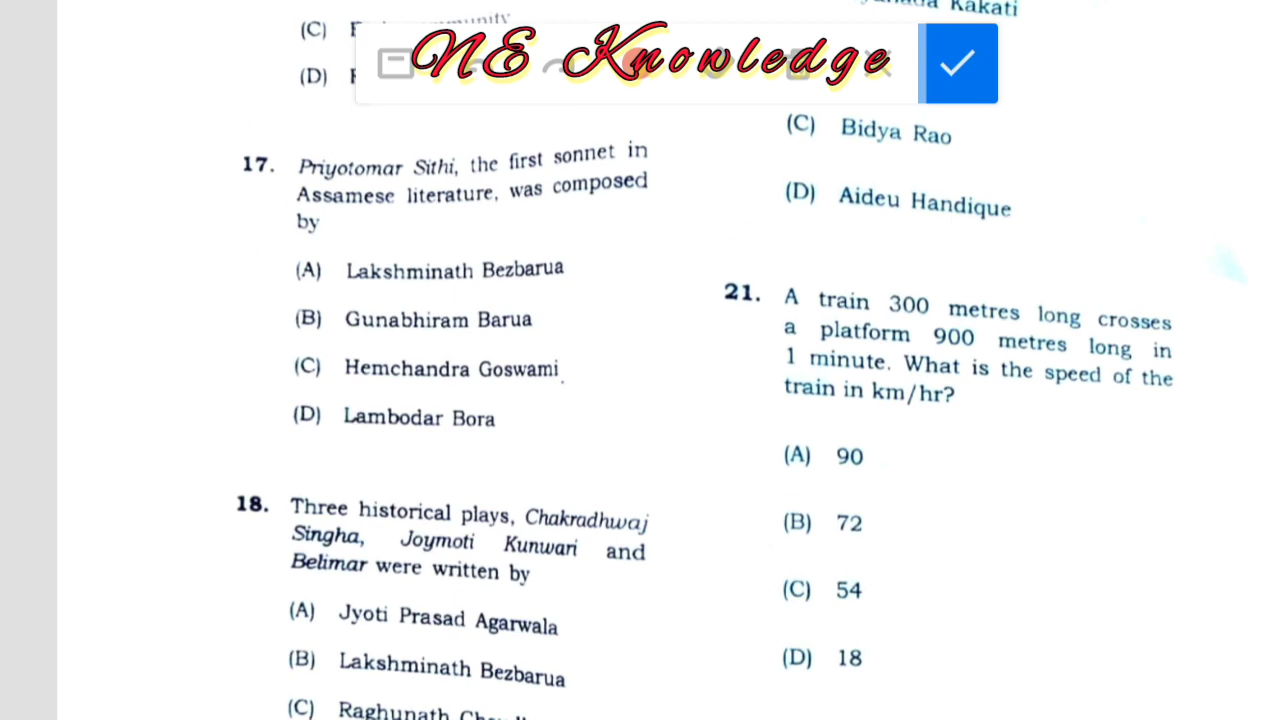 (C)
(D)
NE Knowledge
17. Priyotomar Sithi, the first sonnet in
Assamese literature, was composed
by
(A) Lakshminath Bezbarua
(B) Gunabhiram Barua
(C) Hemchandra Goswami
(D) Lambodar Bora
18. Three historical plays, Chakradhwaj
Singha, Joymoti Kunwari and
Belimar were written by
(A) Jyoti Prasad Agarwala
(B) Lakshminath Bezbarua
(C) Raghunath
Kakati
(C) Bidya Rao
(D) Aideu Handique
21. A train 300 metres long crosses
a platform 900 metres long in
1 minute. What is the speed of the
train in km/hr?
(A) 90
(B) 72
(C) 54
(D) 18